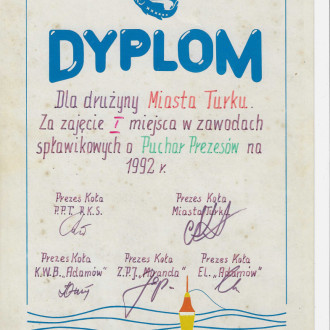 DYPLOM
Dla drużyny Miasta Turku.
Za zajęcie I miejsca w zawodach
spławikowych o Puchar Prezesów na
1992 r.
Prezes Koła Prezes Koła
P.P.T. P.K.S. Miasta Turku
Prezes Koła Prezes Koła Prezes Koła
K.W.B. „Adamów” Z.P.J. „Miranda” El. „Adamów”